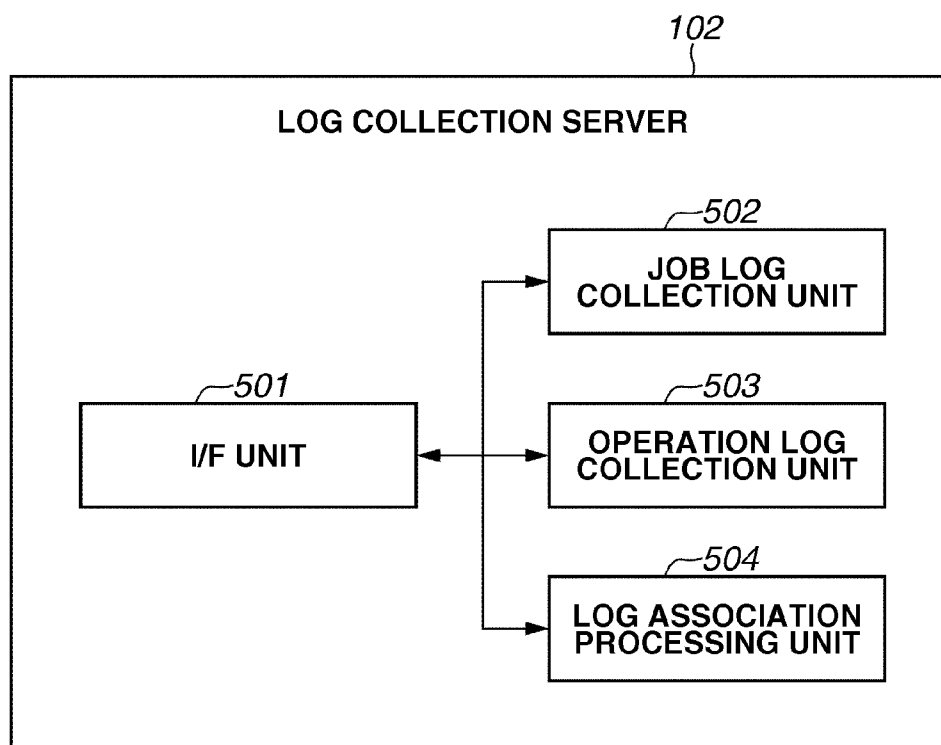 102
LOG COLLECTION SERVER
502
JOB LOG
COLLECTION UNIT
501
I/F UNIT
503
OPERATION LOG
COLLECTION UNIT
504
LOG ASSOCIATION
PROCESSING UNIT